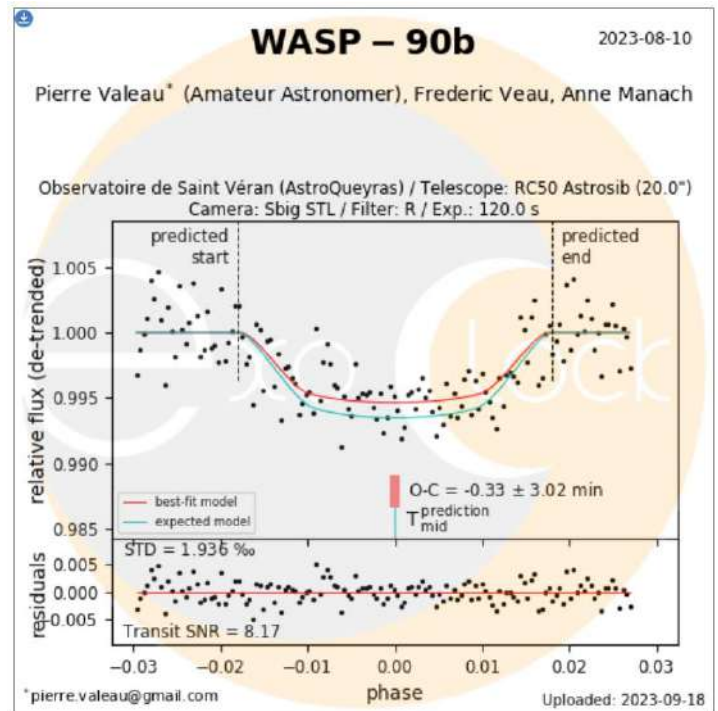 WASP – 90b
2023-08-10
Pierre Valeau* (Amateur Astronomer), Frederic Veau, Anne Manach
Observatoire de Saint Véran (AstroQueyras) / Telescope: RC50 Astrosib (20.0")
Camera: Sbig STL / Filter: R / Exp.: 120.0 s
predicted
start
predicted
end
exo Clock
relative flux (de-trended)
1.005
1.000
0.995
0.990
0.985
best-fit model
expected model
O-C = -0.33 ± 3.02 min
T prediction mid
STD = 1.936 ‰
residuals
0.005
0.000
−0.005
Transit SNR = 8.17
−0.03 −0.02 −0.01 0.00 0.01 0.02 0.03
phase
*pierre.valeau@gmail.com
Uploaded: 2023-09-18